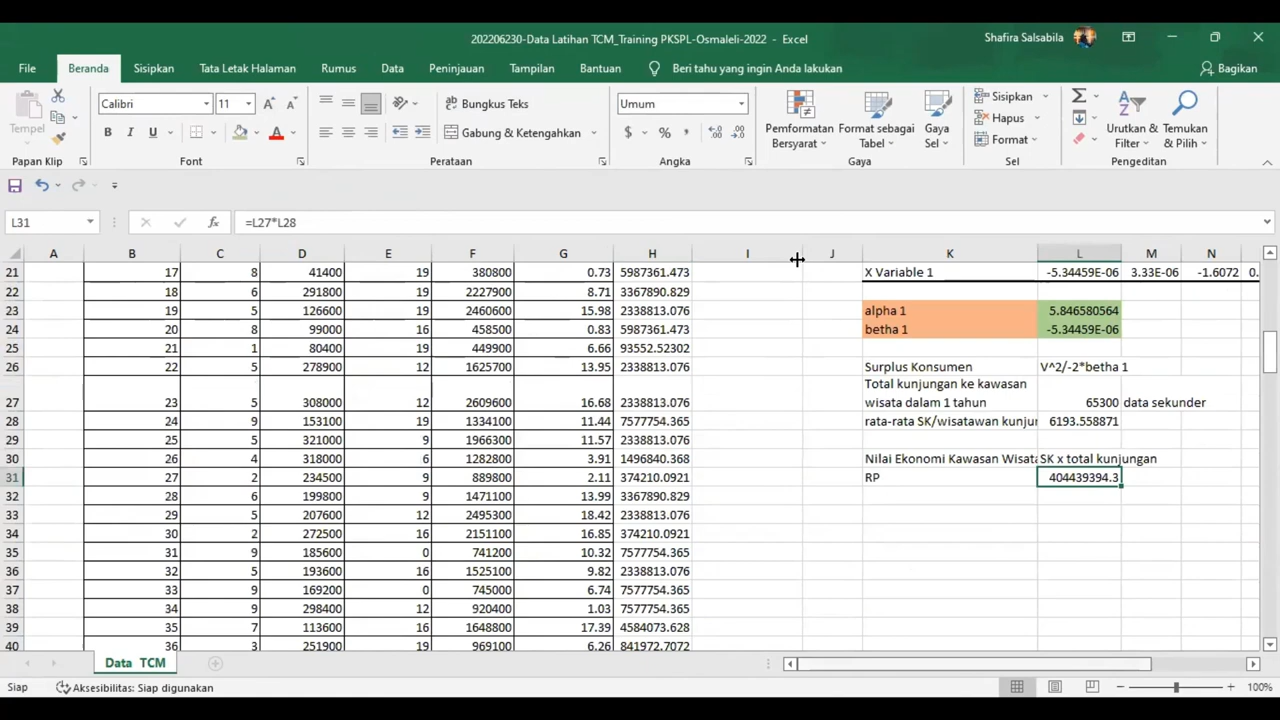 202206230-Data Latihan TCM_Training PKSPL-Osmaleli-2022 - Excel
Shafira Salsabila
File Beranda Sisipkan Tata Letak Halaman Rumus Data Peninjauan Tampilan Bantuan Beri tahu yang ingin Anda lakukan Bagikan
Tempel
Calibri 11
B I U
Bungkus Teks
Gabung & Ketengahkan
Umum
$ % ,
Pemformatan Bersyarat
Format sebagai Tabel
Gaya Sel
Sisipkan
Hapus
Format
Urutkan & Filter
Temukan & Pilih
Papan Klip Font Perataan Angka Gaya Sel Pengeditan
L31 fx =L27*L28
A B C D E F G H I J K L M N
21 17 8 41400 19 380800 0.73 5987361.473 X Variable 1 -5.34459E-06 3.33E-06 -1.6072 0.
22 18 6 291800 19 2227900 8.71 3367890.829
23 19 5 126600 19 2460600 15.98 2338813.076 alpha 1 5.846580564
24 20 8 99000 16 458500 0.83 5987361.473 betha 1 -5.34459E-06
25 21 1 80400 19 449900 6.66 93552.52302
26 22 5 278900 12 1625700 13.95 2338813.076 Surplus Konsumen V^2/-2*betha 1
Total kunjungan ke kawasan
27 23 5 308000 12 2609600 16.68 2338813.076 wisata dalam 1 tahun 65300 data sekunder
28 24 9 153100 19 1334100 11.44 7577754.365 rata-rata SK/wisatawan kunjur 6193.558871
29 25 5 321000 9 1966300 11.57 2338813.076
30 26 4 318000 6 1282800 3.91 1496840.368 Nilai Ekonomi Kawasan Wisata SK x total kunjungan
31 27 2 234500 9 889800 2.11 374210.0921 RP 404439394.3
32 28 6 199800 9 1471100 13.99 3367890.829
33 29 5 207600 12 2495300 18.42 2338813.076
34 30 2 272500 16 2151100 16.85 374210.0921
35 31 9 185600 0 741200 10.32 7577754.365
36 32 5 193600 16 1525100 9.82 2338813.076
37 33 9 169200 0 745000 6.74 7577754.365
38 34 9 298400 12 920400 1.03 7577754.365
39 35 7 113600 16 1648800 17.39 4584073.628
40 36 3 251900 19 969100 6.26 841972.7072
Data TCM
Siap Aksesibilitas: Siap digunakan 100%